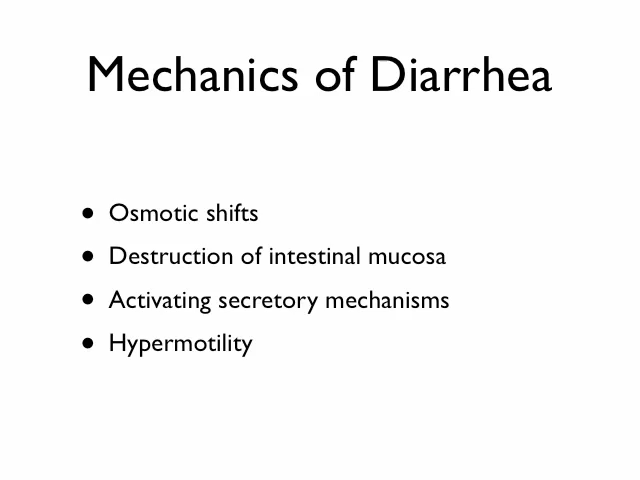 Mechanics of Diarrhea
• Osmotic shifts
• Destruction of intestinal mucosa
• Activating secretory mechanisms
• Hypermotility